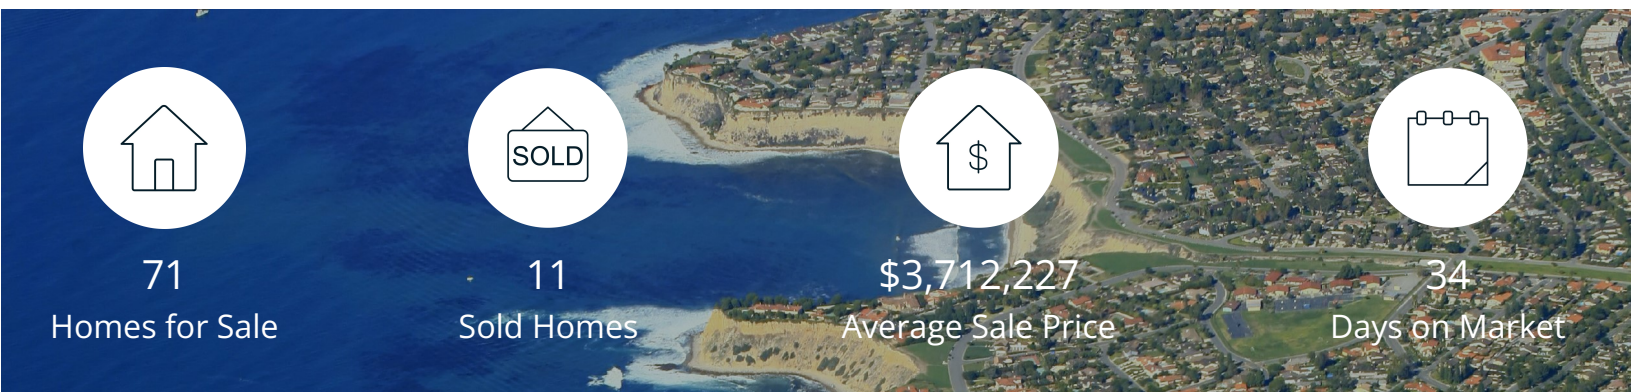 SOLD
$
71
Homes for Sale
11
Sold Homes
$3,712,227
Average Sale Price
34
Days on Market